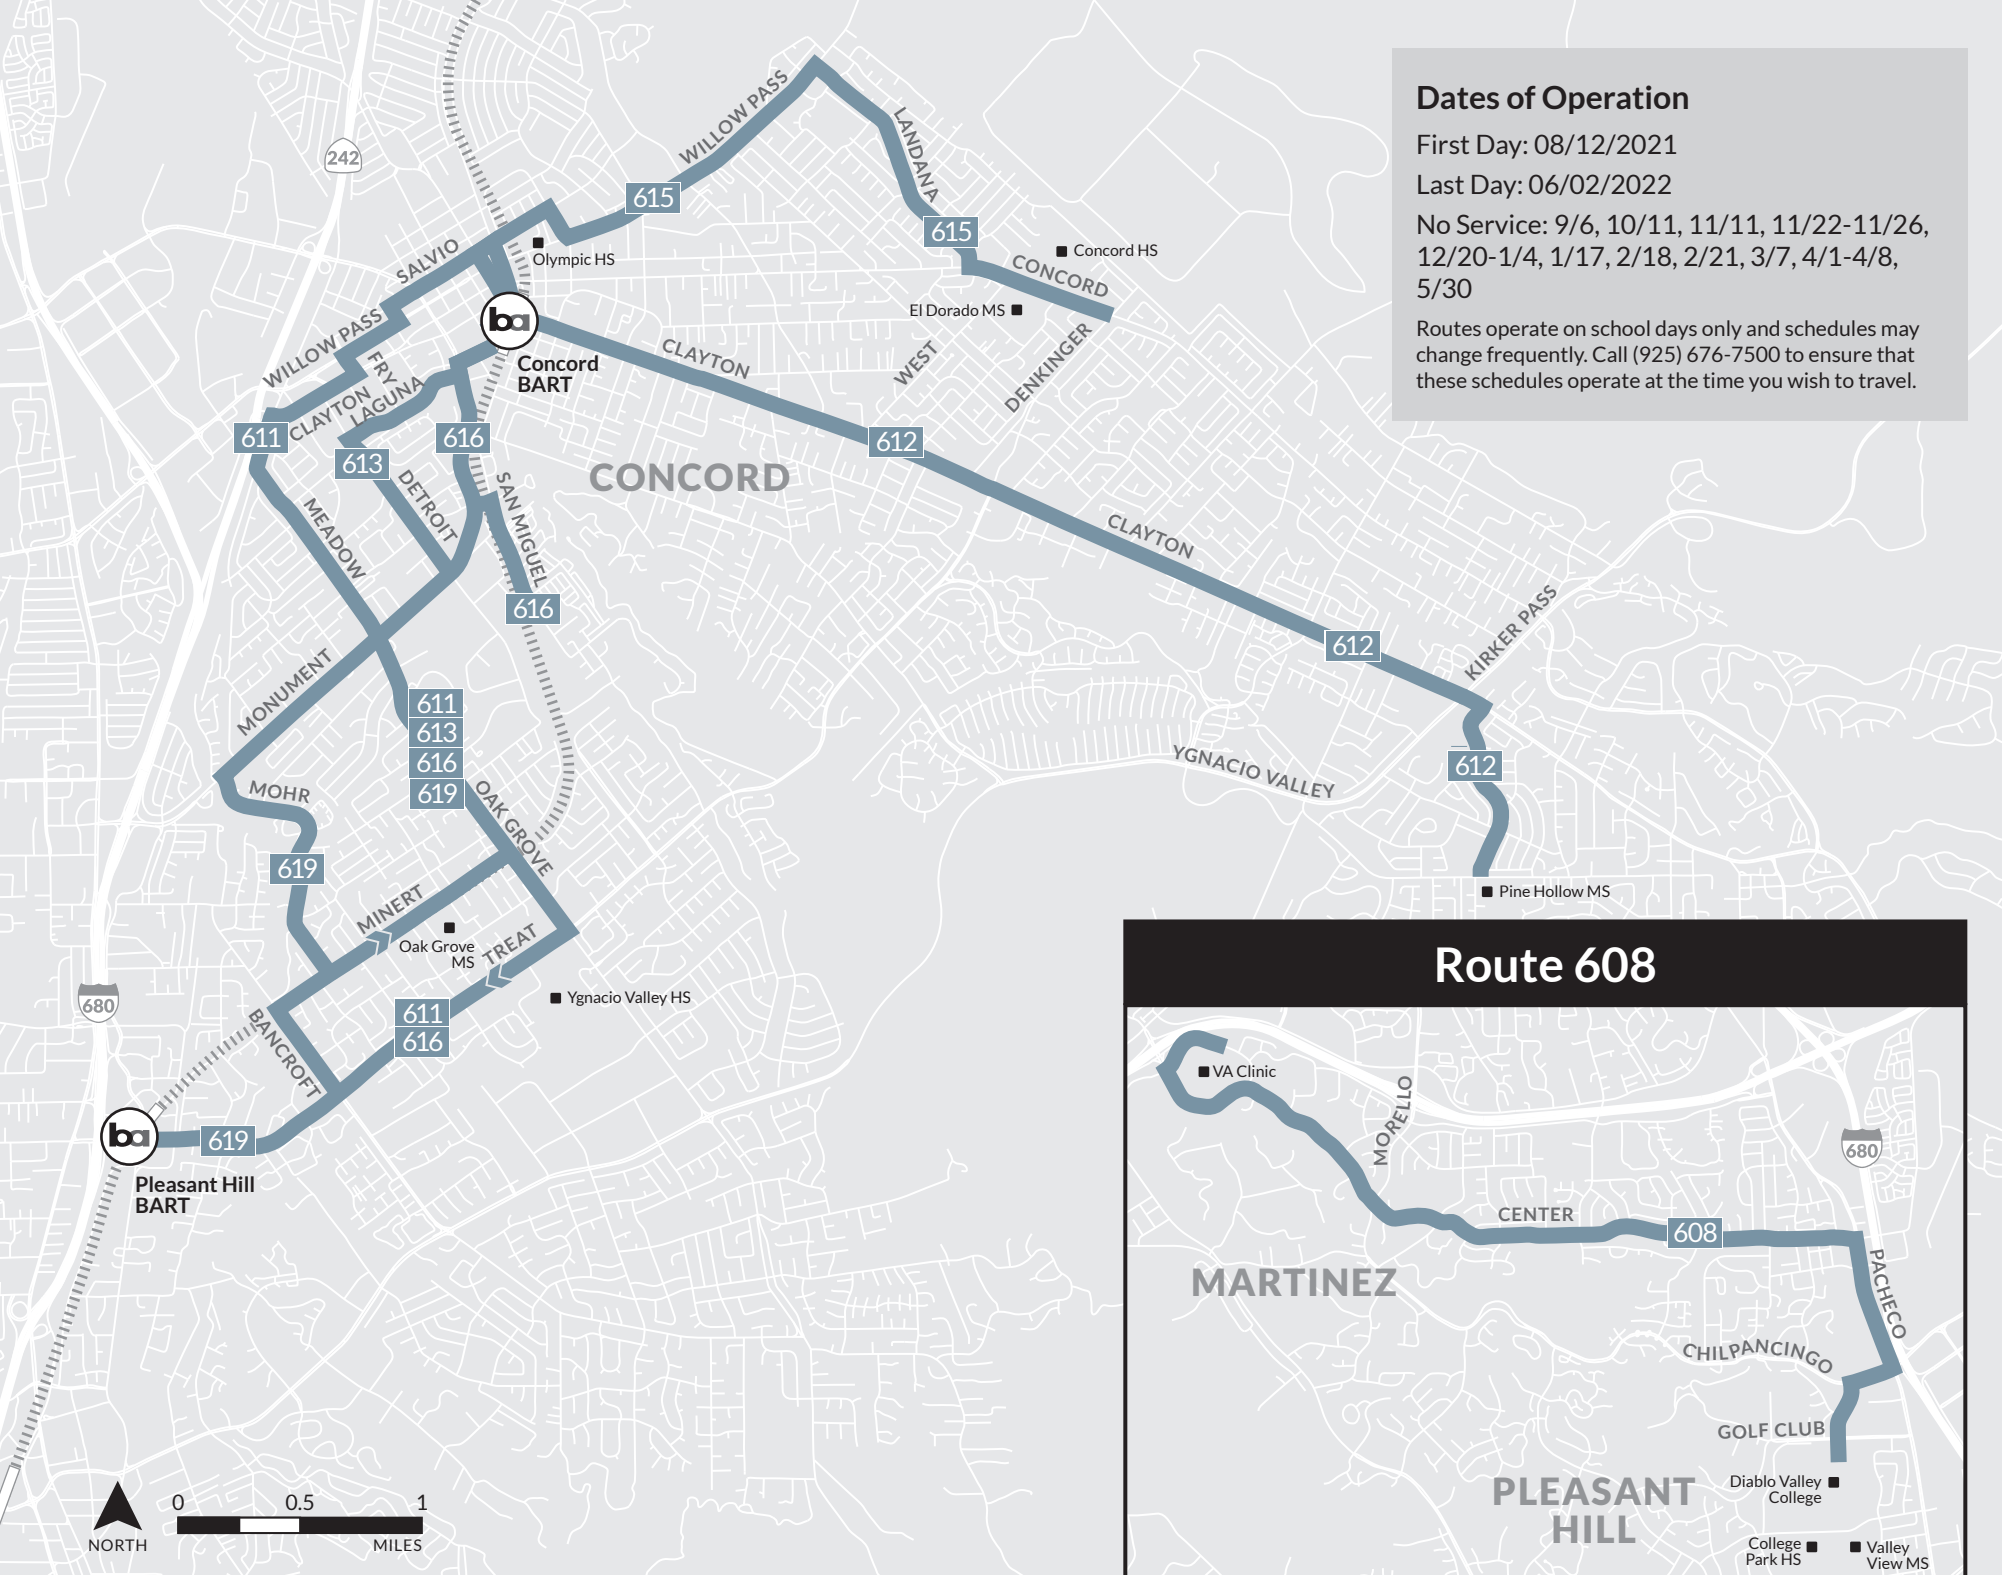 Dates of Operation
First Day: 08/12/2021
Last Day: 06/02/2022
No Service: 9/6, 10/11, 11/11, 11/22-11/26,
12/20-1/4, 1/17, 2/18, 2/21, 3/7, 4/1-4/8,
5/30
Routes operate on school days only and schedules may
change frequently. Call (925) 676-7500 to ensure that
these schedules operate at the time you wish to travel.
242
WILLOW PASS
LANDANA
615
615
Olympic HS
SALVIO
Concord HS
CONCORD
El Dorado MS
WEST
DENKINGER
ba
Concord
BART
WILLOW PASS
FRY
CLAYTON
LAGUNA
CLAYTON
611
616
613
612
CONCORD
DETROIT
SAN MIGUEL
MEADOW
CLAYTON
616
612
KIRKER PASS
MONUMENT
611
613
616
619
YGNACIO VALLEY
612
MOHR
OAK GROVE
619
MINERT
Pine Hollow MS
Oak Grove
MS
TREAT
Ygnacio Valley HS
680
BANCROFT
611
616
ba
619
Pleasant Hill
BART
NORTH
0
0.5
1
MILES
Route 608
VA Clinic
MORELLO
680
CENTER
608
MARTINEZ
PACHECO
CHILPANCINGO
GOLF CLUB
PLEASANT
HILL
Diablo Valley
College
College
Park HS
Valley
View MS